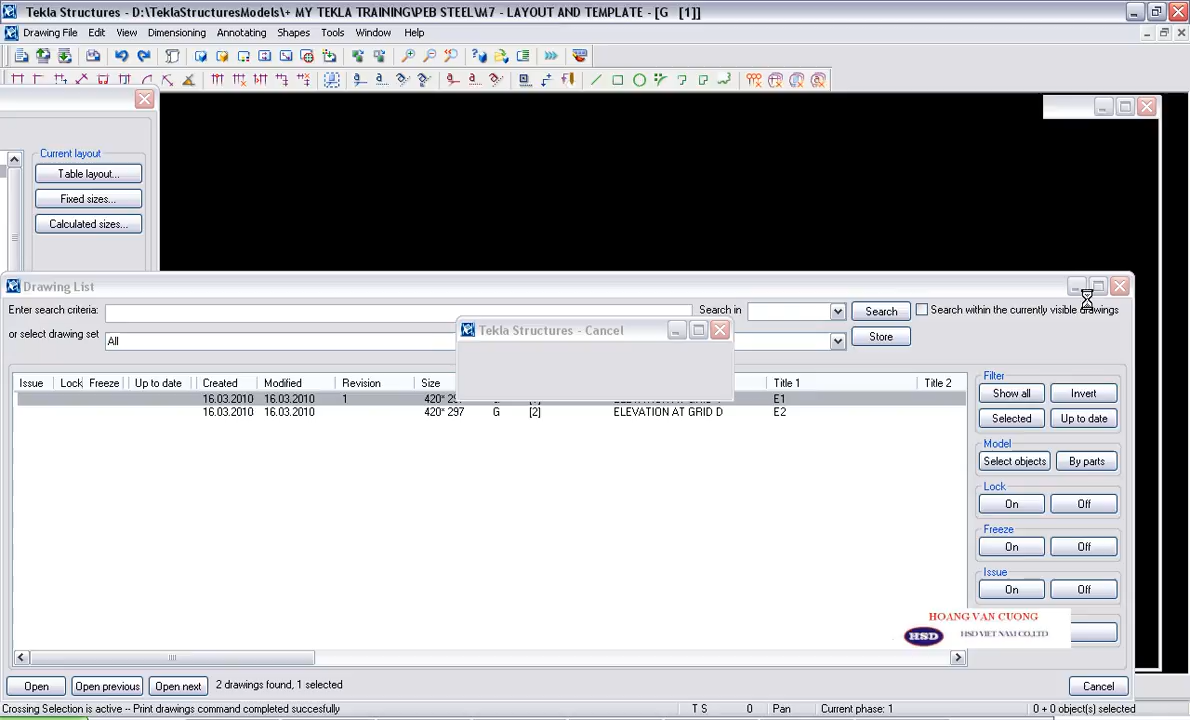 Tekla Structures - D:\TeklaStructuresModels\+ MY TEKLA TRAINING\PEB STEEL\M7 - LAYOUT AND TEMPLATE - [G [1]]
Drawing File Edit View Dimensioning Annotating Shapes Tools Window Help
Current layout
Table layout...
Fixed sizes...
Calculated sizes...
Drawing List
Enter search criteria: Search in Search Search within the currently visible drawings
or select drawing set All Store
Tekla Structures - Cancel
Issue Lock Freeze Up to date Created Modified Revision Size Title 1 Title 2
16.03.2010 16.03.2010 1 420* 297 E1
16.03.2010 16.03.2010 420* 297 G [2] ELEVATION AT GRID D E2
Filter
Show all Invert
Selected Up to date
Model
Select objects By parts
Lock
On Off
Freeze
On Off
Issue
On Off
HOANG VAN CUONG
HSD HSD VIET NAM CO.,LTD
Open Open previous Open next 2 drawings found, 1 selected Cancel
Crossing Selection is active -- Print drawings command completed succesfully T S 0 Pan Current phase: 1 0 + 0 object(s) selected